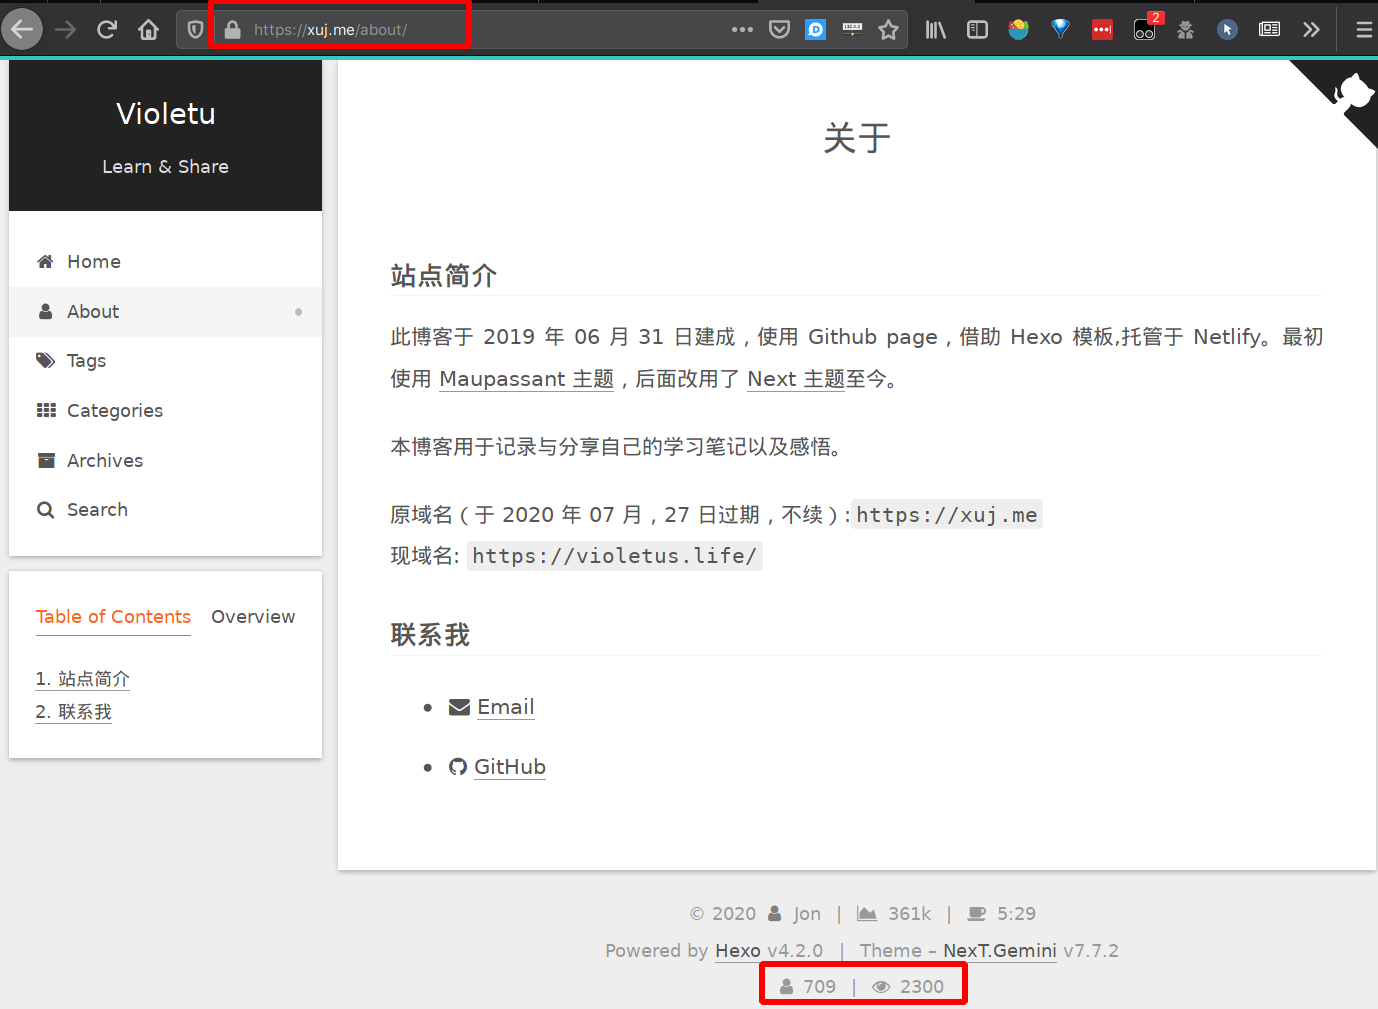 https://xuj.me/about/
2
Violetu
Learn & Share
Home
About
Tags
Categories
Archives
Search
Table of Contents Overview
1. 站点简介
2. 联系我
关于
站点简介
此博客于 2019 年 06 月 31 日建成，使用 Github page，借助 Hexo 模板,托管于 Netlify。最初
使用 Maupassant 主题，后面改用了 Next 主题至今。
本博客用于记录与分享自己的学习笔记以及感悟。
原域名（于 2020 年 07 月，27 日过期，不续）: https://xuj.me
现域名: https://violetus.life/
联系我
Email
GitHub
© 2020 Jon | 361k | 5:29
Powered by Hexo v4.2.0 | Theme – NexT.Gemini v7.7.2
709 | 2300